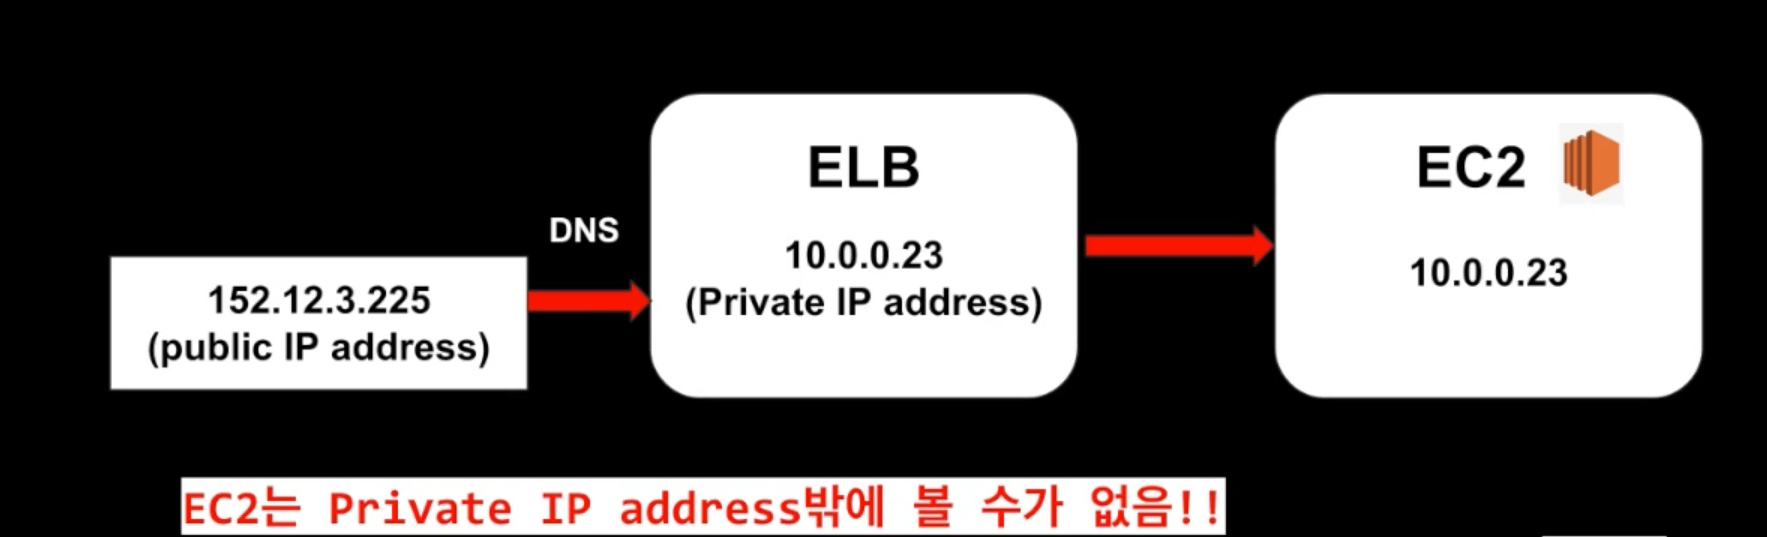 DNS
152.12.3.225
(public IP address)
ELB
10.0.0.23
(Private IP address)
EC2
10.0.0.23
EC2는 Private IP address밖에 볼 수가 없음!!